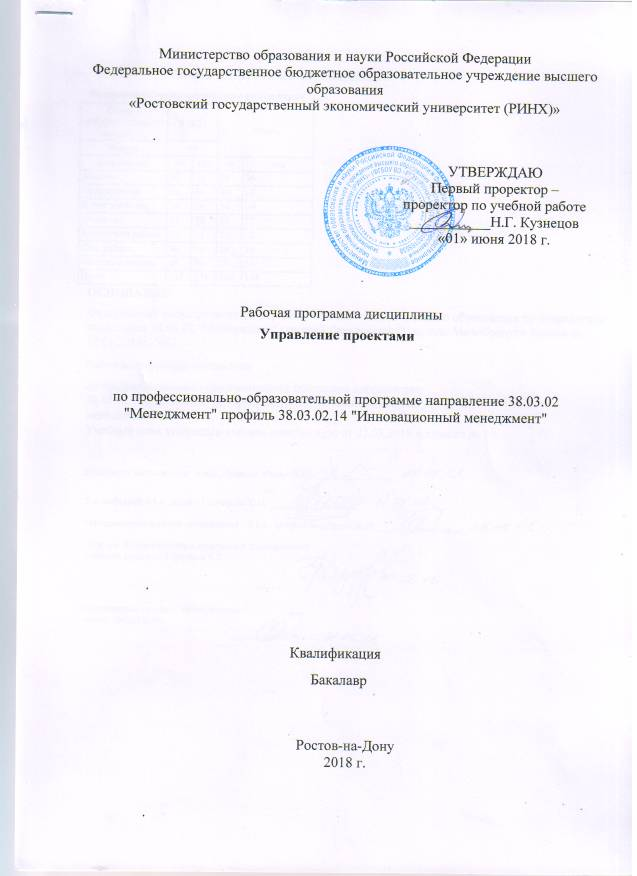 Министерство образования и науки Российской Федерации
Федеральное государственное бюджетное образовательное учреждение высшего
образования
«Ростовский государственный экономический университет (РИНХ)»
УТВЕРЖДАЮ
Первый проректор –
проректор по учебной работе
Н.Г. Кузнецов
«01» июня 2018 г.
Рабочая программа дисциплины
Управление проектами
по профессионально-образовательной программе направление 38.03.02
"Менеджмент" профиль 38.03.02.14 "Инновационный менеджмент"
Квалификация
Бакалавр
Ростов-на-Дону
2018 г.